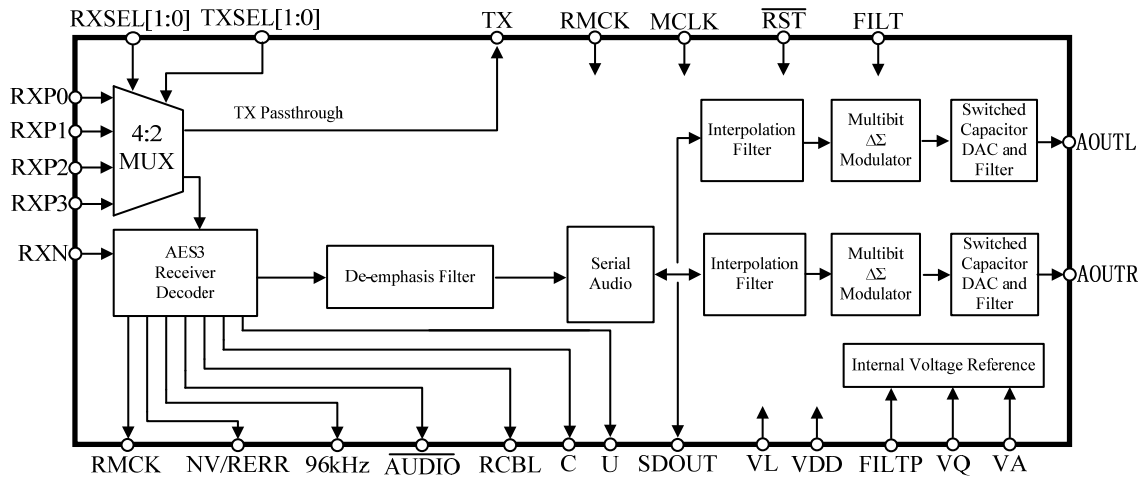 RXSEL[1:0]
TXSEL[1:0]
TX
RMCK
MCLK
RST
FILT
RXP0
RXP1
RXP2
RXP3
RXN
4:2
MUX
TX Passthrough
Interpolation
Filter
Multibit
ΔΣ
Modulator
Switched
Capacitor
DAC and
Filter
AOUTL
AES3
Receiver
Decoder
De-emphasis Filter
Serial
Audio
Interpolation
Filter
Multibit
ΔΣ
Modulator
Switched
Capacitor
DAC and
Filter
AOUTR
Internal Voltage Reference
RMCK
NV/RERR
96kHz
AUDIO
RCBL
C
U
SDOUT
VL
VDD
FILTP
VQ
VA